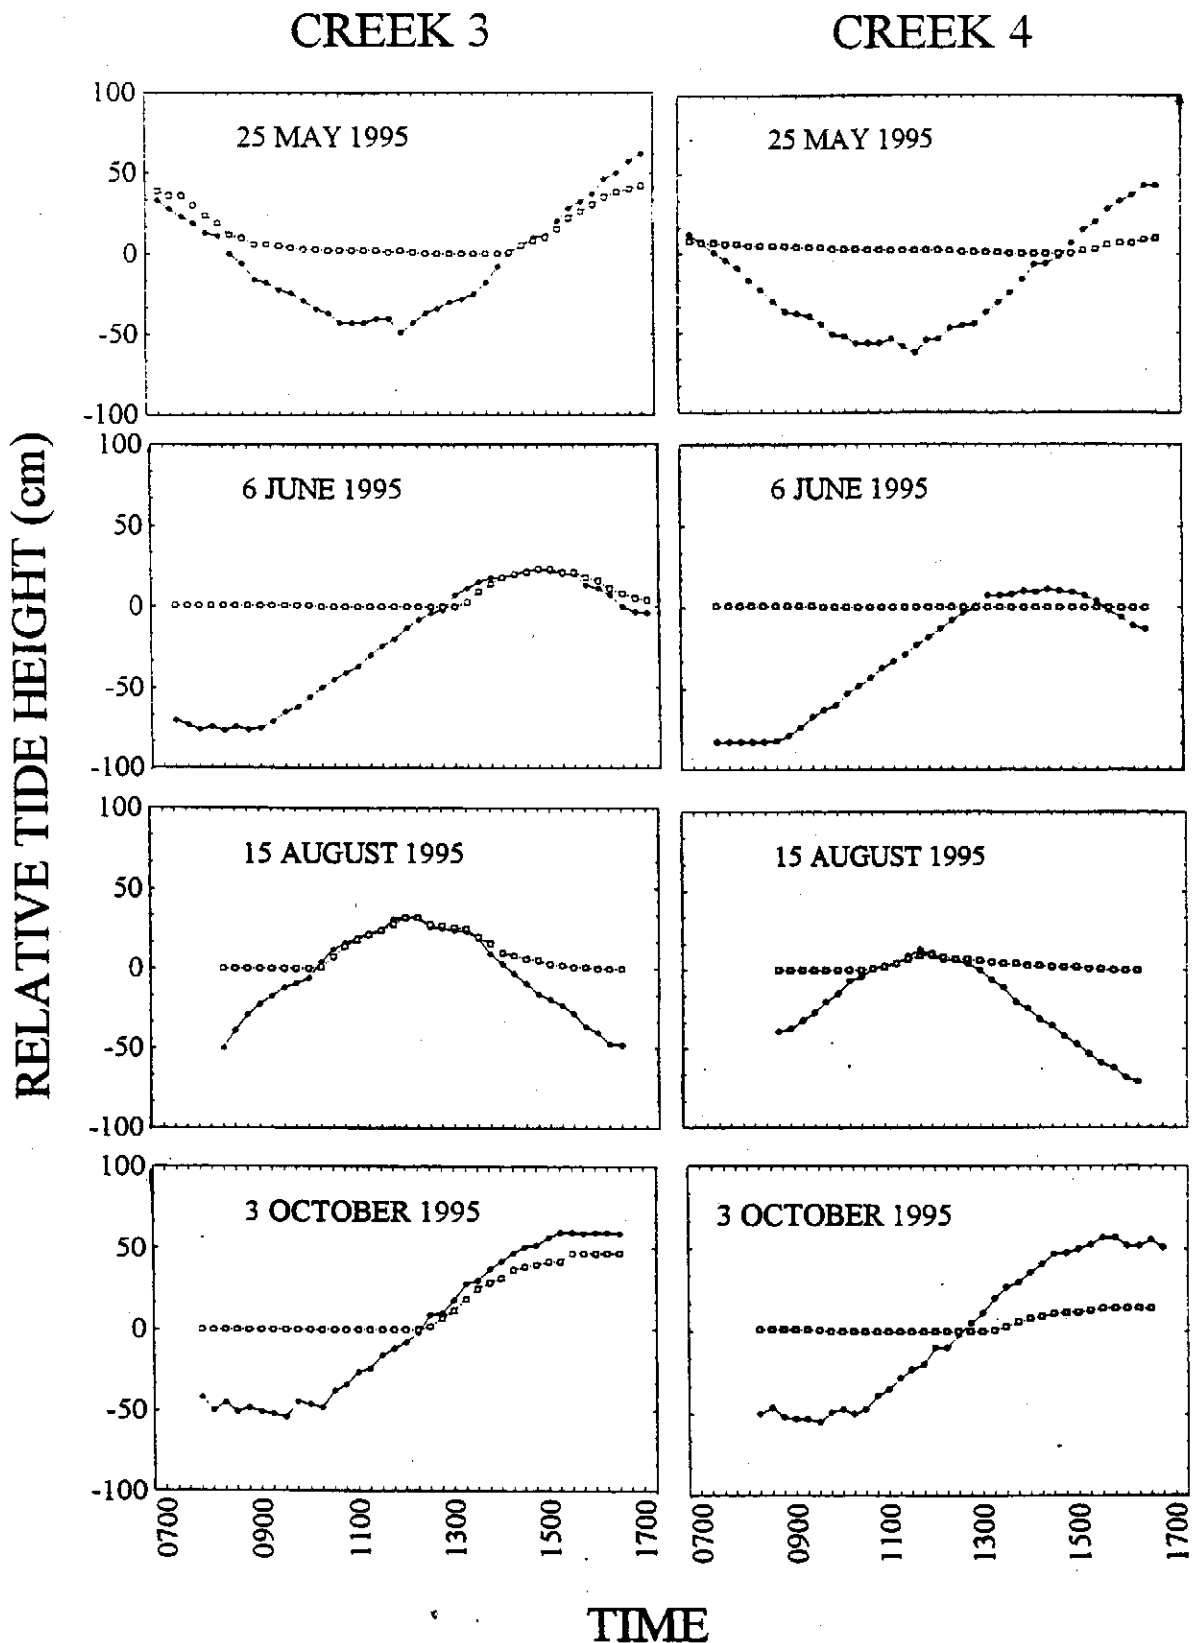 CREEK 3 CREEK 4
RELATIVE TIDE HEIGHT (cm)
100
50
0
-50
-100
25 MAY 1995 25 MAY 1995
100
50
0
-50
-100
6 JUNE 1995 6 JUNE 1995
100
50
0
-50
-100
15 AUGUST 1995 15 AUGUST 1995
100
50
0
-50
-100
3 OCTOBER 1995 3 OCTOBER 1995
0700 0900 1100 1300 1500 1700 0700 0900 1100 1300 1500 1700
TIME